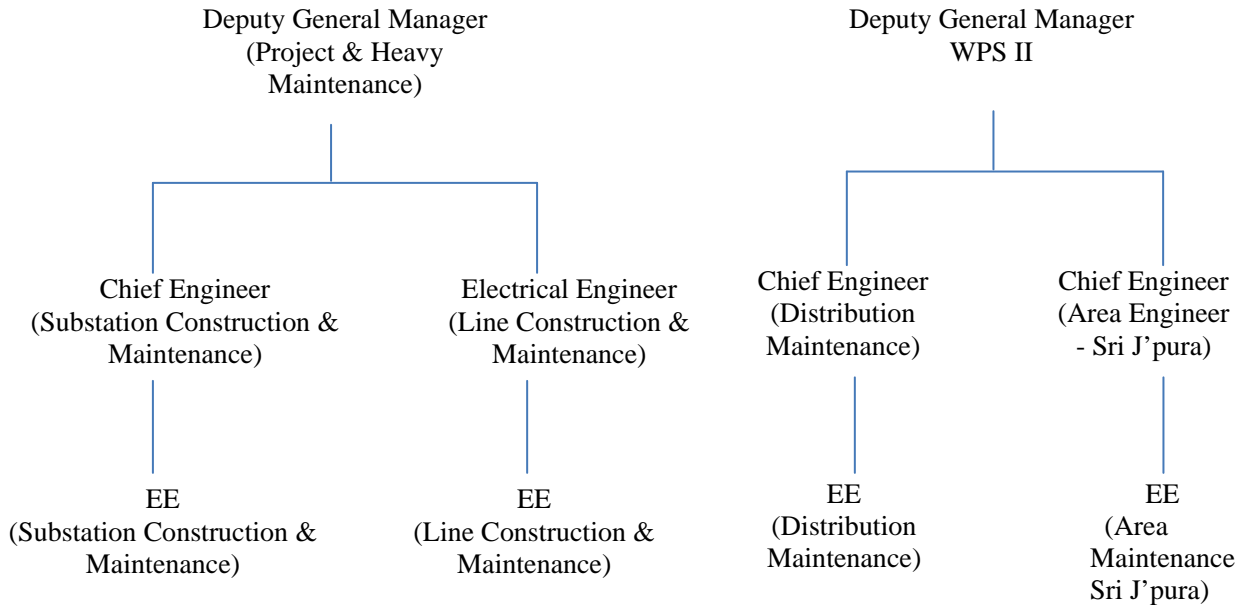 Deputy General Manager
(Project & Heavy
Maintenance)
Deputy General Manager
WPS II
Chief Engineer
(Substation Construction &
Maintenance)
Electrical Engineer
(Line Construction &
Maintenance)
Chief Engineer
(Distribution
Maintenance)
Chief Engineer
(Area Engineer
- Sri J’pura)
EE
(Substation Construction &
Maintenance)
EE
(Line Construction &
Maintenance)
EE
(Distribution
Maintenance)
EE
(Area
Maintenance
Sri J’pura)